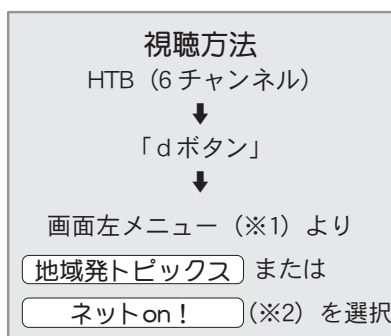 視聴方法
HTB（6チャンネル）
⬇
「dボタン」
⬇
画面左メニュー（※1）より
地域発トピックス または
ネットon！（※2）を選択